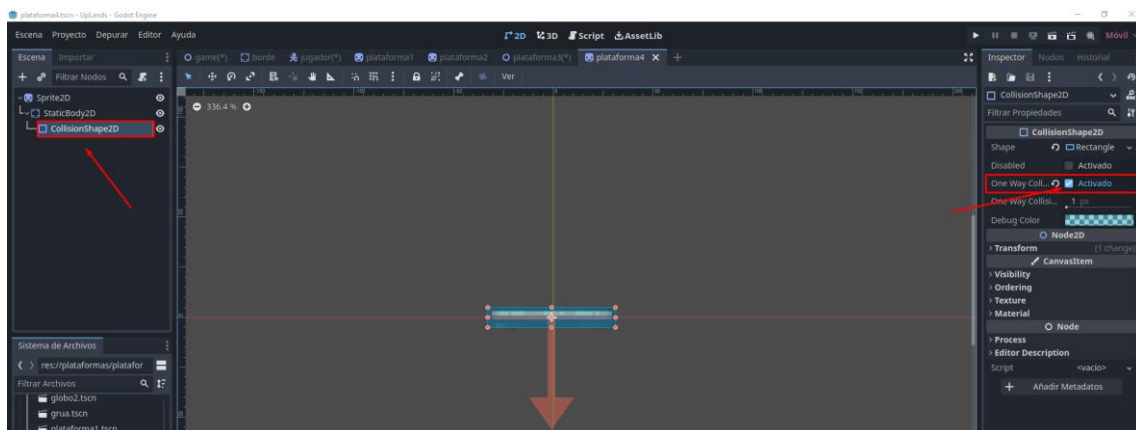 plataforma4.tscn - UpLands - Godot Engine
Escena Proyecto Depurar Editor Ayuda
2D 3D Script AssetLib
Móvil
Escena Importar
game(*) borde jugador(*) plataforma1 plataforma2 plataforma3(*) plataforma4
Inspector Nodos Historial
Filtrar Nodos
Ver
Sprite2D
StaticBody2D
CollisionShape2D
336.4 %
CollisionShape2D
Filtrar Propiedades
CollisionShape2D
Shape Rectangle
Disabled Activado
One Way Coll... Activado
One Way Collisi... 1 px
Debug Color
Node2D
Transform (1 change)
CanvasItem
Visibility
Ordering
Texture
Material
Node
Process
Editor Description
Script <vacío>
Añadir Metadatos
Sistema de Archivos
res://plataformas/platafor
Filtrar Archivos
globo2.tscn
grua.tscn
plataforma1.tscn